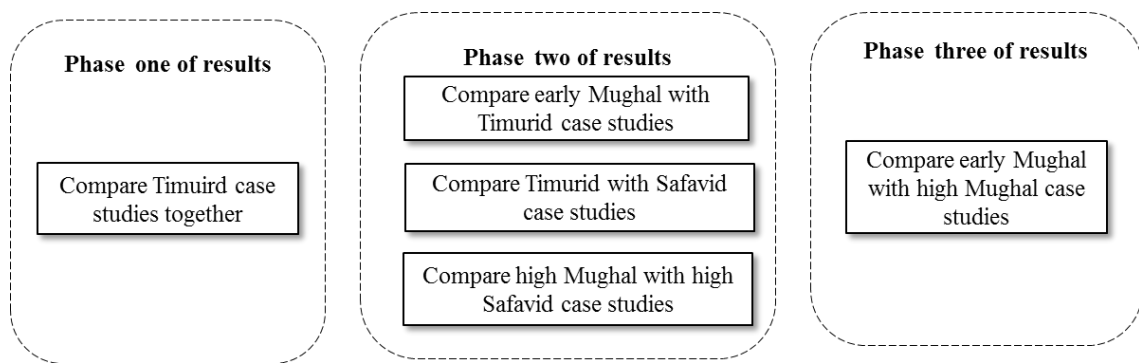 Phase one of results
Compare Timuird case
studies together
Phase two of results
Compare early Mughal with
Timurid case studies
Compare Timurid with Safavid
case studies
Compare high Mughal with high
Safavid case studies
Phase three of results
Compare early Mughal
with high Mughal case
studies